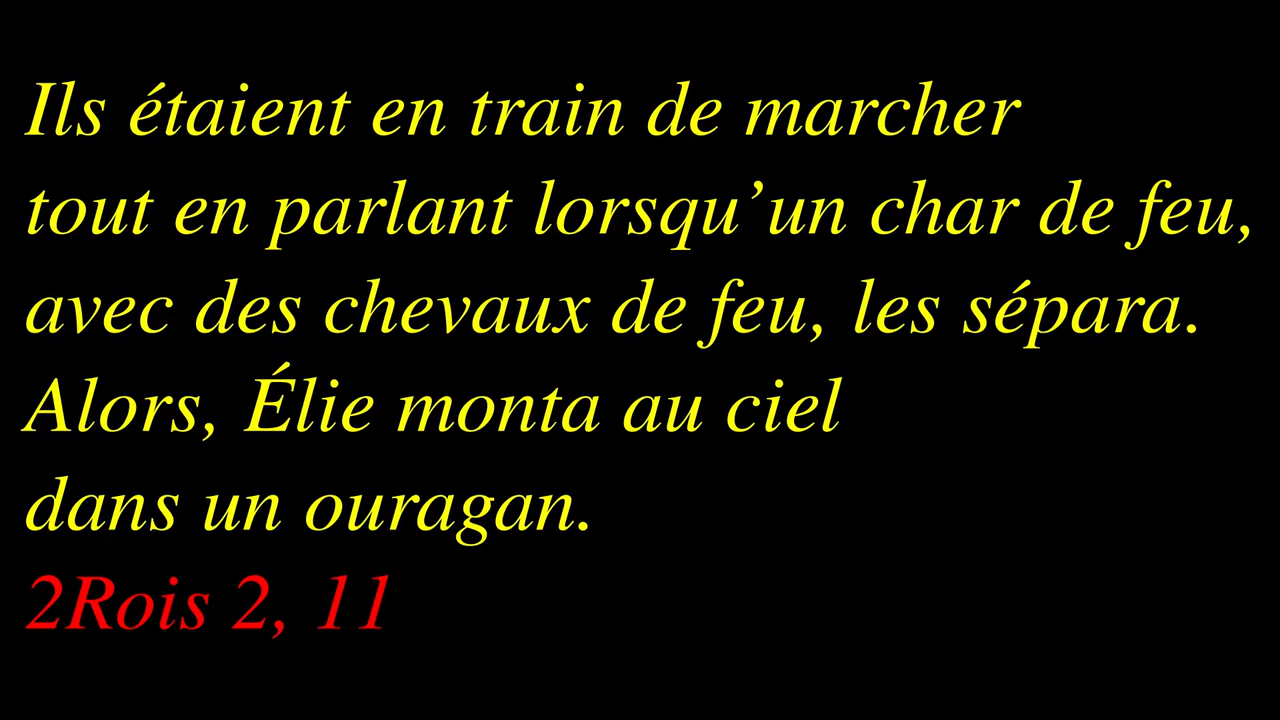 Ils étaient en train de marcher
tout en parlant lorsqu’un char de feu,
avec des chevaux de feu, les sépara.
Alors, Élie monta au ciel
dans un ouragan.
2Rois 2, 11